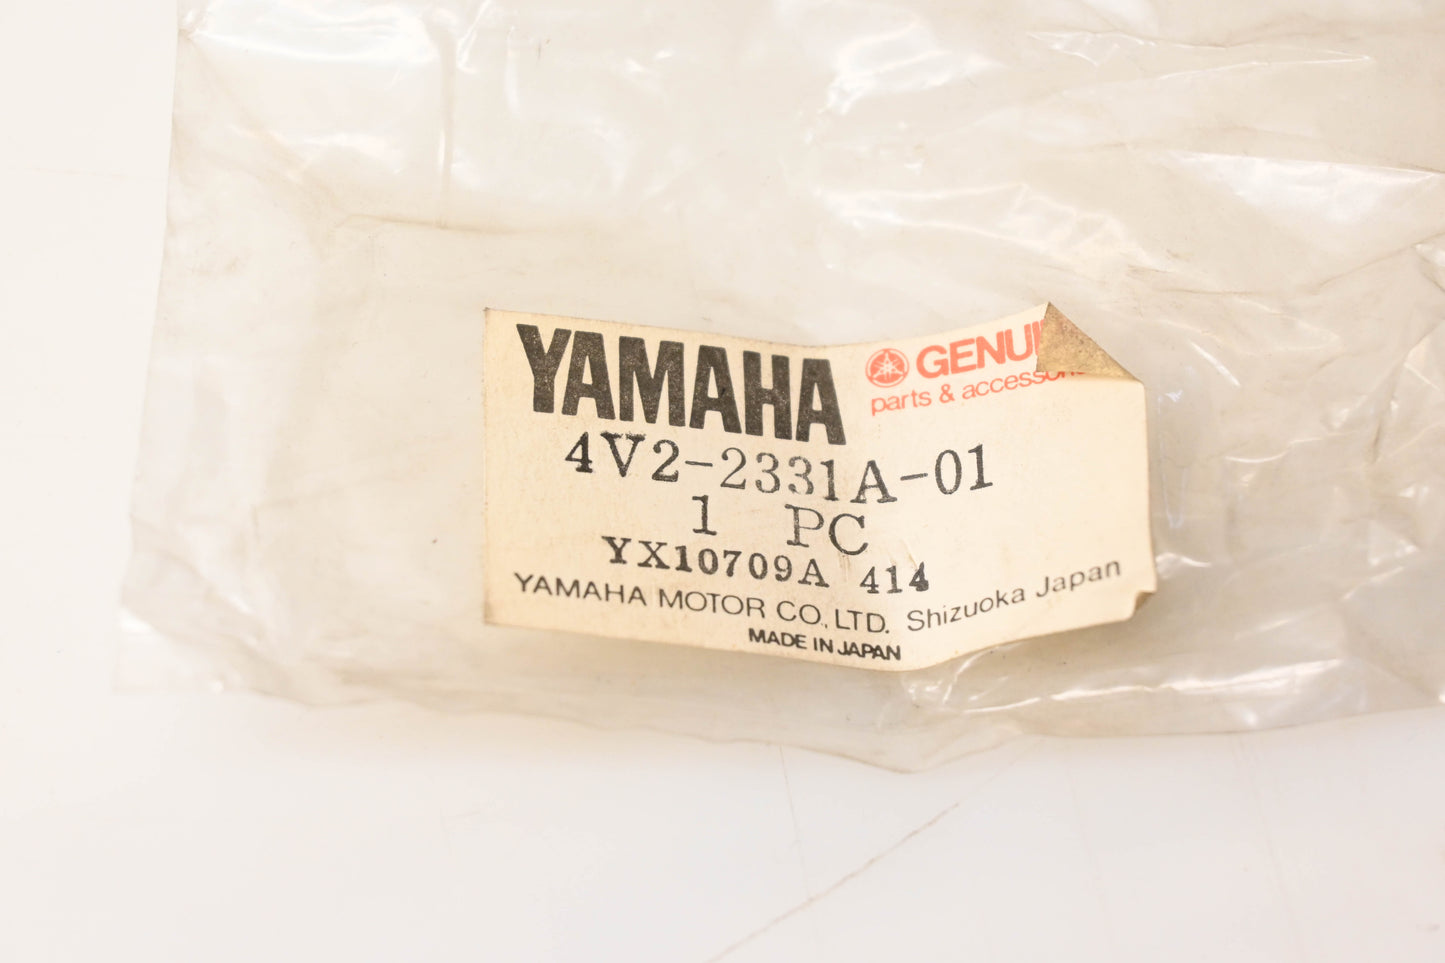 YAMAHA
GENUI
parts & accessories
4V2-2331A-01
1 PC
YX10709A 414
YAMAHA MOTOR CO., LTD. Shizuoka Japan
MADE IN JAPAN